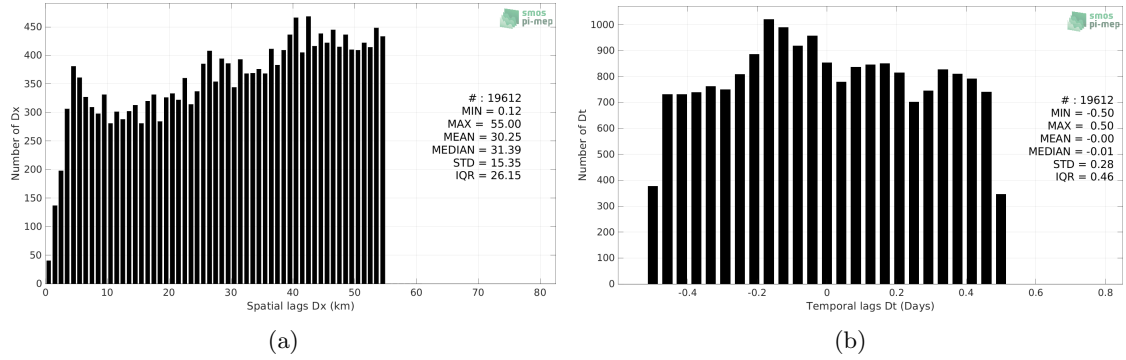 smos
pi-mep
Number of Dx
450
400
350
300
250
200
150
100
50
0
# : 19612
MIN = 0.12
MAX = 55.00
MEAN = 30.25
MEDIAN = 31.39
STD = 15.35
IQR = 26.15
0 10 20 30 40 50 60 70 80
Spatial lags Dx (km)
(a)
smos
pi-mep
Number of Dt
1000
900
800
700
600
500
400
300
200
100
0
# : 19612
MIN = -0.50
MAX = 0.50
MEAN = -0.00
MEDIAN = -0.01
STD = 0.28
IQR = 0.46
-0.4 -0.2 0 0.2 0.4 0.6 0.8
Temporal lags Dt (Days)
(b)